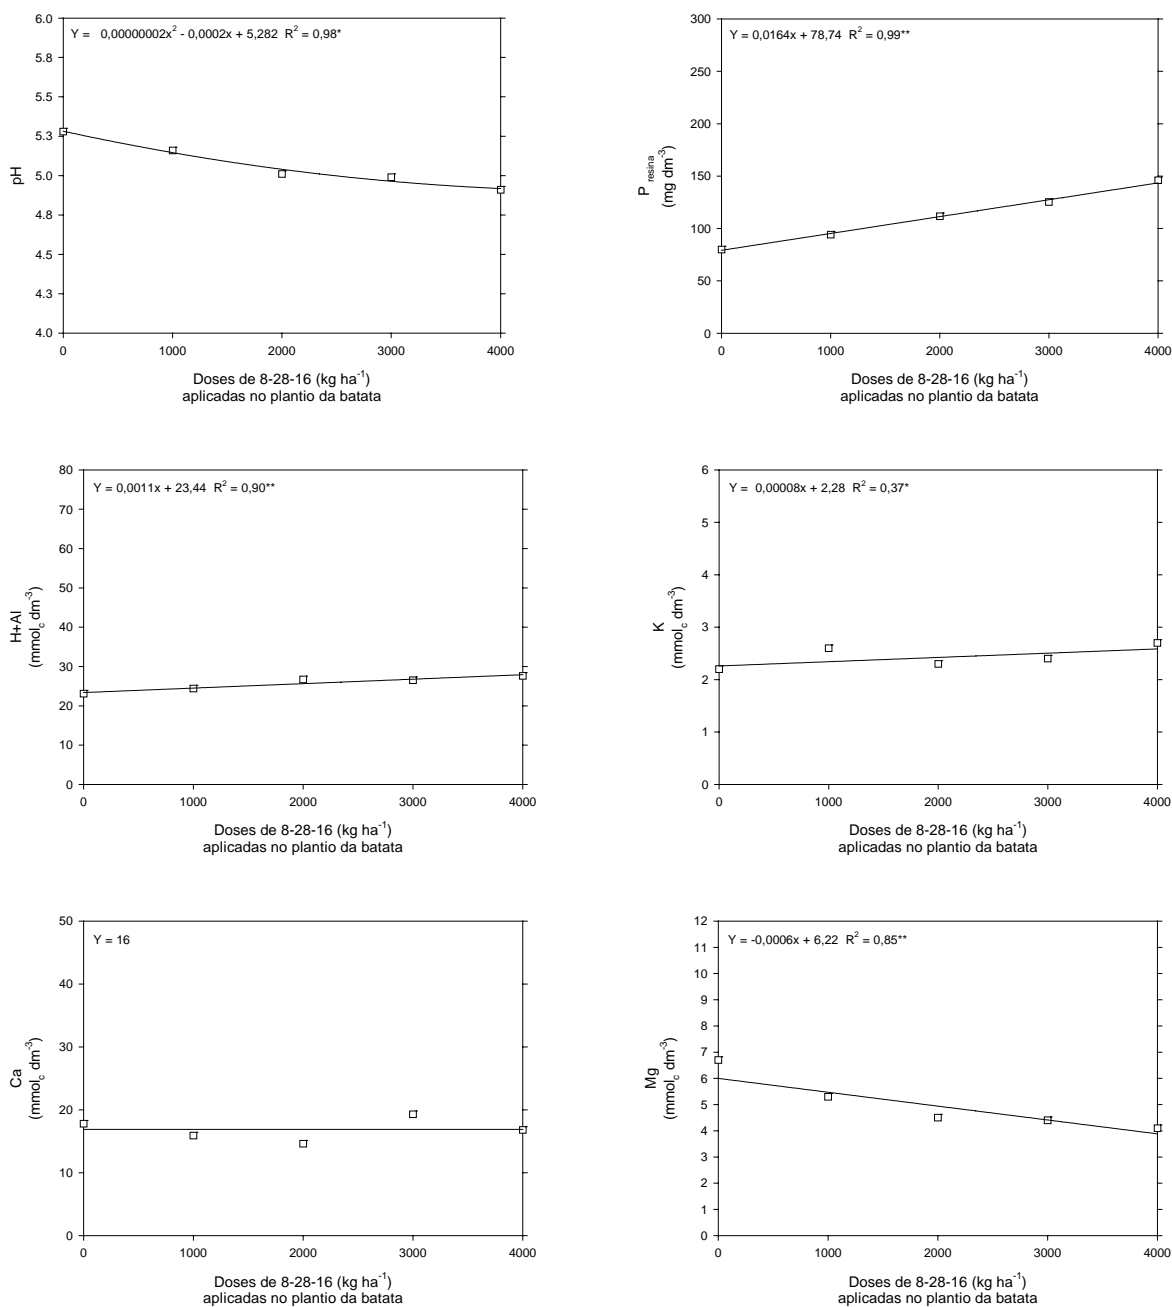 Y = 0,00000002x² - 0,0002x + 5,282 R² = 0,98*
6.0
5.8
5.5
5.3
5.0
4.8
4.5
4.3
4.0
pH
0 1000 2000 3000 4000
Doses de 8-28-16 (kg ha⁻¹)
aplicadas no plantio da batata
Y = 0,0164x + 78,74 R² = 0,99**
300
250
200
150
100
50
0
P resina
(mg dm⁻³)
0 1000 2000 3000 4000
Doses de 8-28-16 (kg ha⁻¹)
aplicadas no plantio da batata
Y = 0,0011x + 23,44 R² = 0,90**
80
70
60
50
40
30
20
10
0
H+Al
(mmolc dm⁻³)
0 1000 2000 3000 4000
Doses de 8-28-16 (kg ha⁻¹)
aplicadas no plantio da batata
Y = 0,00008x + 2,28 R² = 0,37*
6
5
4
3
2
1
0
K
(mmolc dm⁻³)
0 1000 2000 3000 4000
Doses de 8-28-16 (kg ha⁻¹)
aplicadas no plantio da batata
Y = 16
50
40
30
20
10
0
Ca
(mmolc dm⁻³)
0 1000 2000 3000 4000
Doses de 8-28-16 (kg ha⁻¹)
aplicadas no plantio da batata
Y = -0,0006x + 6,22 R² = 0,85**
12
11
10
9
8
7
6
5
4
3
2
1
0
Mg
(mmolc dm⁻³)
0 1000 2000 3000 4000
Doses de 8-28-16 (kg ha⁻¹)
aplicadas no plantio da batata